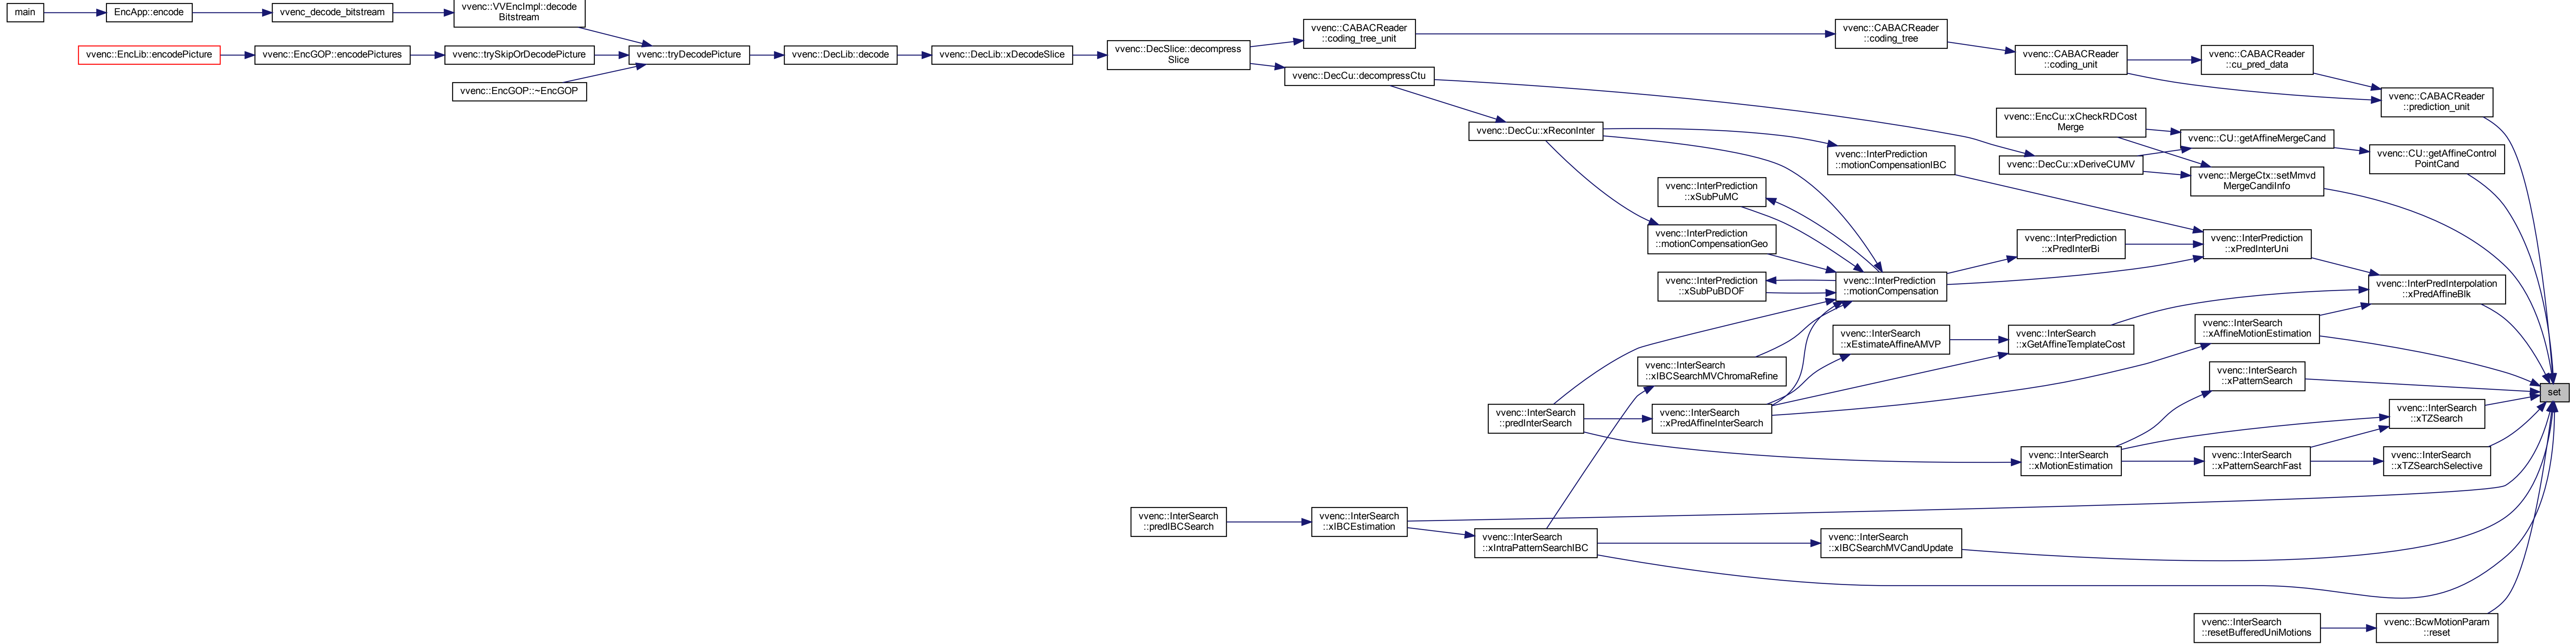 main
EncApp::encode
vvenc_decode_bitstream
vvenc::VVEncImpl::decode
Bitstream
vvenc::EncLib::encodePicture
vvenc::EncGOP::encodePictures
vvenc::trySkipOrDecodePicture
vvenc::EncGOP::~EncGOP
vvenc::tryDecodePicture
vvenc::DecLib::decode
vvenc::DecLib::xDecodeSlice
vvenc::DecSlice::decompress
Slice
vvenc::CABACReader
::coding_tree_unit
vvenc::DecCu::decompressCtu
vvenc::CABACReader
::coding_tree
vvenc::CABACReader
::coding_unit
vvenc::CABACReader
::cu_pred_data
vvenc::CABACReader
::prediction_unit
vvenc::DecCu::xReconInter
vvenc::EncCu::xCheckRDCost
Merge
vvenc::CU::getAffineMergeCand
vvenc::CU::getAffineControl
PointCand
vvenc::InterPrediction
::motionCompensationIBC
vvenc::DecCu::xDeriveCUMV
vvenc::MergeCtx::setMmvd
MergeCandiInfo
vvenc::InterPrediction
::xSubPuMC
vvenc::InterPrediction
::motionCompensationGeo
vvenc::InterPrediction
::xPredInterBi
vvenc::InterPrediction
::xPredInterUni
vvenc::InterPrediction
::xSubPuBDOF
vvenc::InterPrediction
::motionCompensation
vvenc::InterPredInterpolation
::xPredAffineBlk
vvenc::InterSearch
::xAffineMotionEstimation
vvenc::InterSearch
::xEstimateAffineAMVP
vvenc::InterSearch
::xGetAffineTemplateCost
vvenc::InterSearch
::xIBCSearchMVChromaRefine
vvenc::InterSearch
::xPatternSearch
set
vvenc::InterSearch
::predInterSearch
vvenc::InterSearch
::xPredAffineInterSearch
vvenc::InterSearch
::xTZSearch
vvenc::InterSearch
::xMotionEstimation
vvenc::InterSearch
::xPatternSearchFast
vvenc::InterSearch
::xTZSearchSelective
vvenc::InterSearch
::predIBCSearch
vvenc::InterSearch
::xIBCEstimation
vvenc::InterSearch
::xIntraPatternSearchIBC
vvenc::InterSearch
::xIBCSearchMVCandUpdate
vvenc::InterSearch
::resetBufferedUniMotions
vvenc::BcwMotionParam
::reset